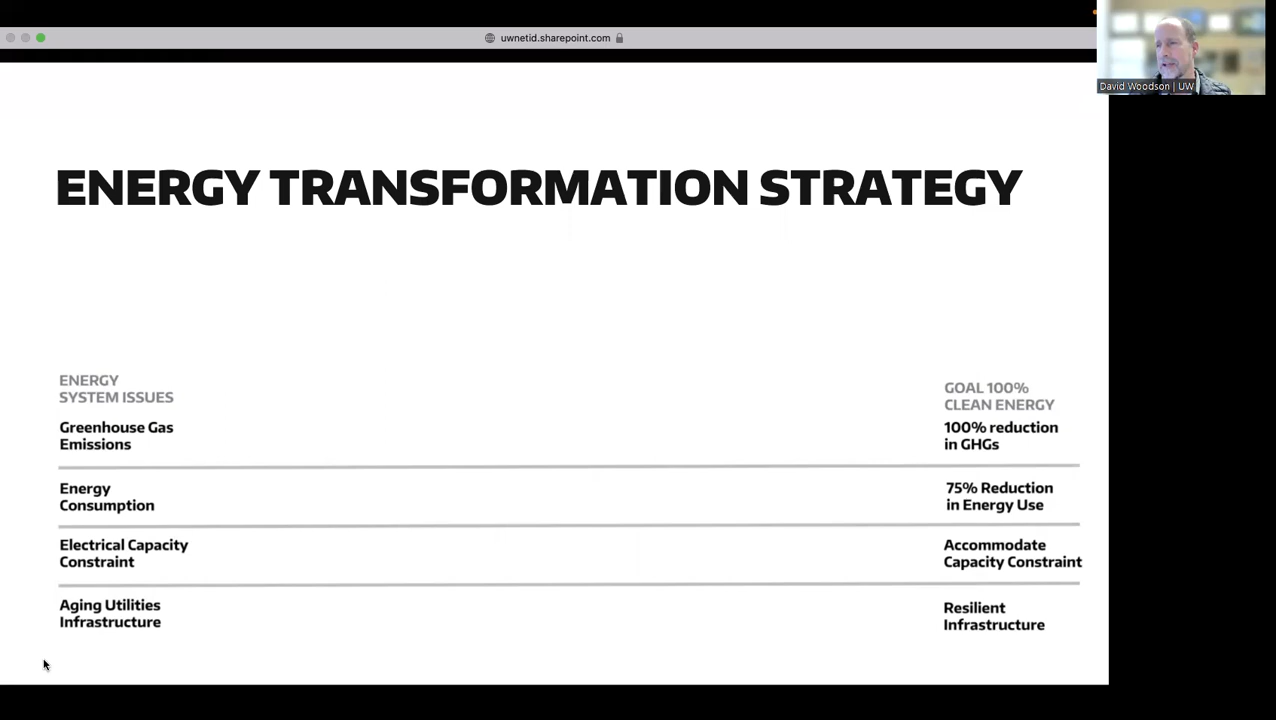 uwnetid.sharepoint.com
David Woodson | UW
ENERGY TRANSFORMATION STRATEGY
ENERGY
SYSTEM ISSUES
GOAL 100%
CLEAN ENERGY
Greenhouse Gas
Emissions
100% reduction
in GHGs
Energy
Consumption
75% Reduction
in Energy Use
Electrical Capacity
Constraint
Accommodate
Capacity Constraint
Aging Utilities
Infrastructure
Resilient
Infrastructure